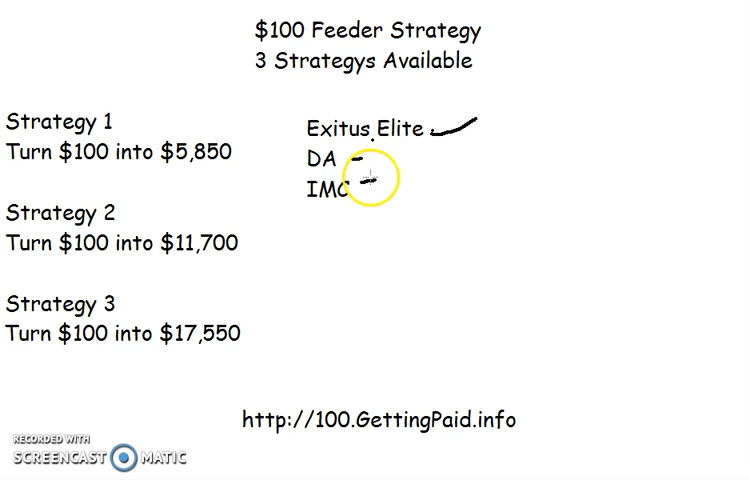 $100 Feeder Strategy
3 Strategys Available
Strategy 1
Turn $100 into $5,850
Strategy 2
Turn $100 into $11,700
Strategy 3
Turn $100 into $17,550
Exitus Elite
DA
IMC
http://100.GettingPaid.info
RECORDED WITH
SCREENCAST MATIC